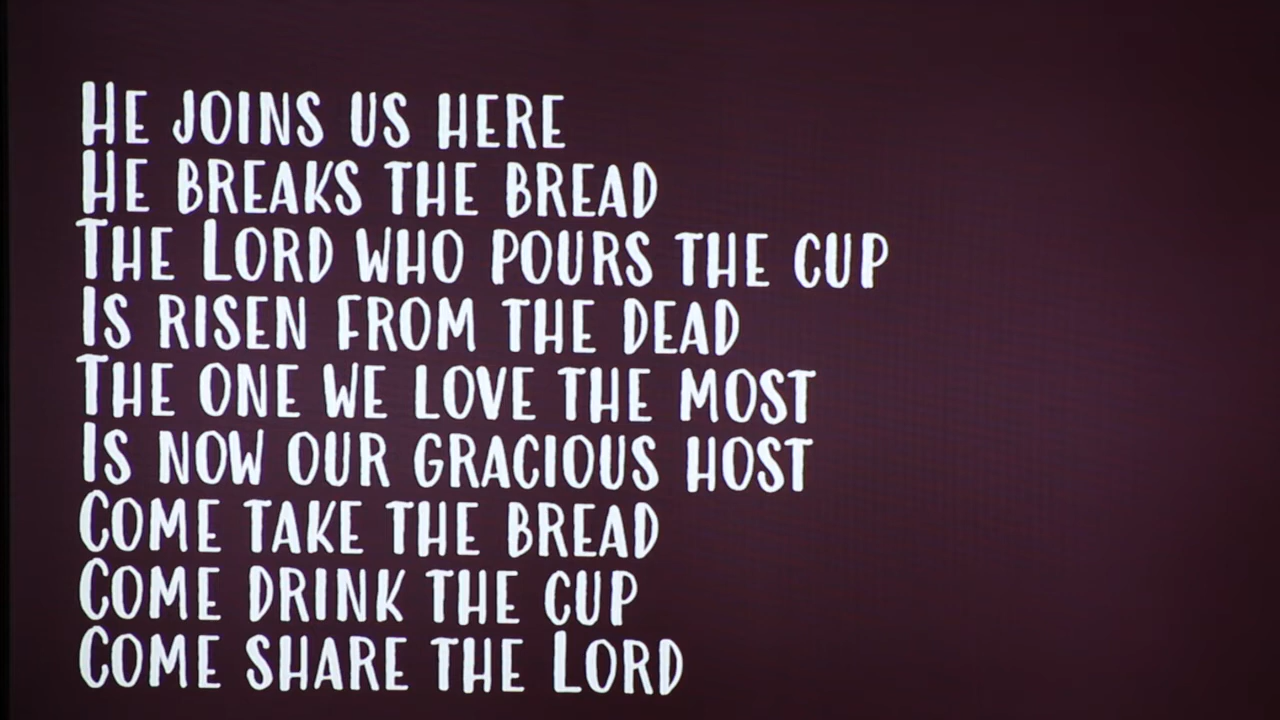 He joins us here
He breaks the bread
The Lord who pours the cup
Is risen from the dead
The one we love the most
Is now our gracious host
Come take the bread
Come drink the cup
Come share the Lord